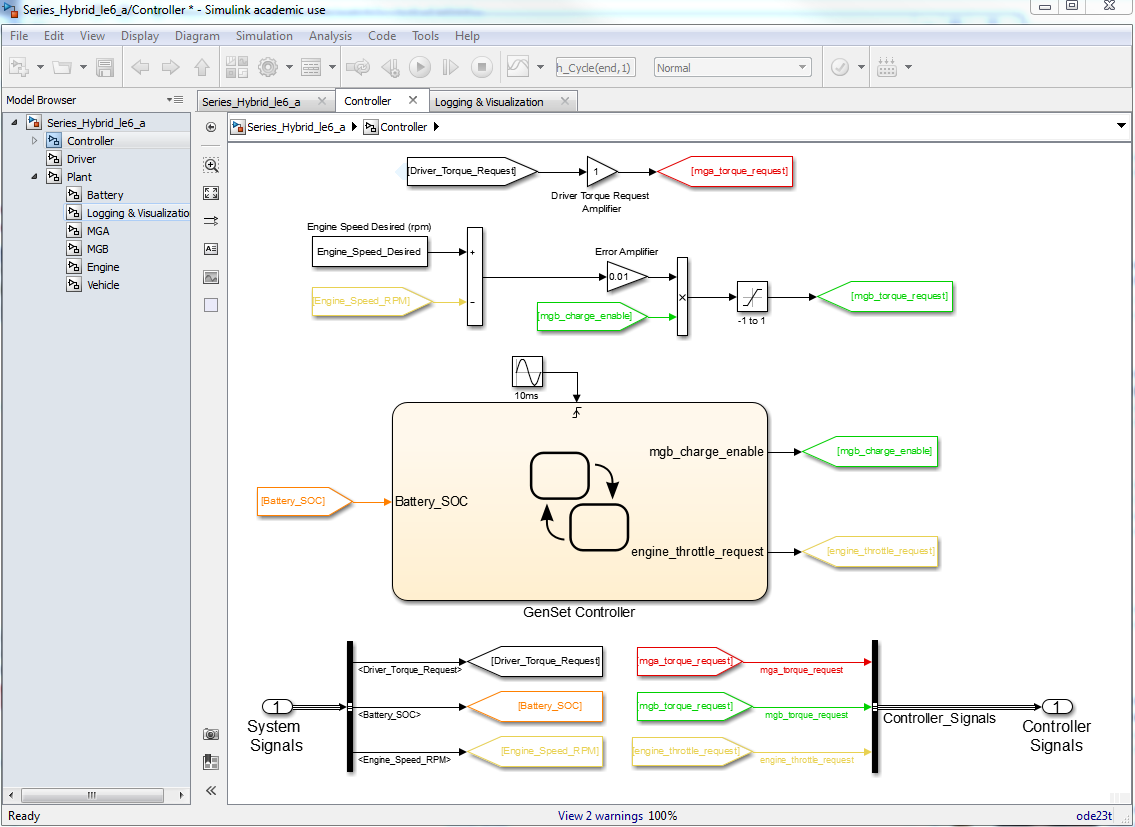 Series_Hybrid_le6_a/Controller * - Simulink academic use
File Edit View Display Diagram Simulation Analysis Code Tools Help
h_Cycle(end,1) Normal
Model Browser
Series_Hybrid_le6_a
Controller
Driver
Plant
Battery
Logging & Visualizatio
MGA
MGB
Engine
Vehicle
Series_Hybrid_le6_a Controller Logging & Visualization
Series_Hybrid_le6_a Controller
[Driver_Torque_Request] 1 [mga_torque_request]
Driver Torque Request
Amplifier
Engine Speed Desired (rpm)
Engine_Speed_Desired
[Engine_Speed_RPM]
+
-
Error Amplifier
0.01
[mgb_charge_enable]
×
-1 to 1
[mgb_torque_request]
10ms
[Battery_SOC] Battery_SOC
mgb_charge_enable [mgb_charge_enable]
engine_throttle_request [engine_throttle_request]
GenSet Controller
1
System
Signals
<Driver_Torque_Request> [Driver_Torque_Request]
<Battery_SOC> [Battery_SOC]
<Engine_Speed_RPM> [Engine_Speed_RPM]
[mga_torque_request] mga_torque_request
[mgb_torque_request] mgb_torque_request
[engine_throttle_request] engine_throttle_request
Controller_Signals
1
Controller
Signals
Ready View 2 warnings 100% ode23t